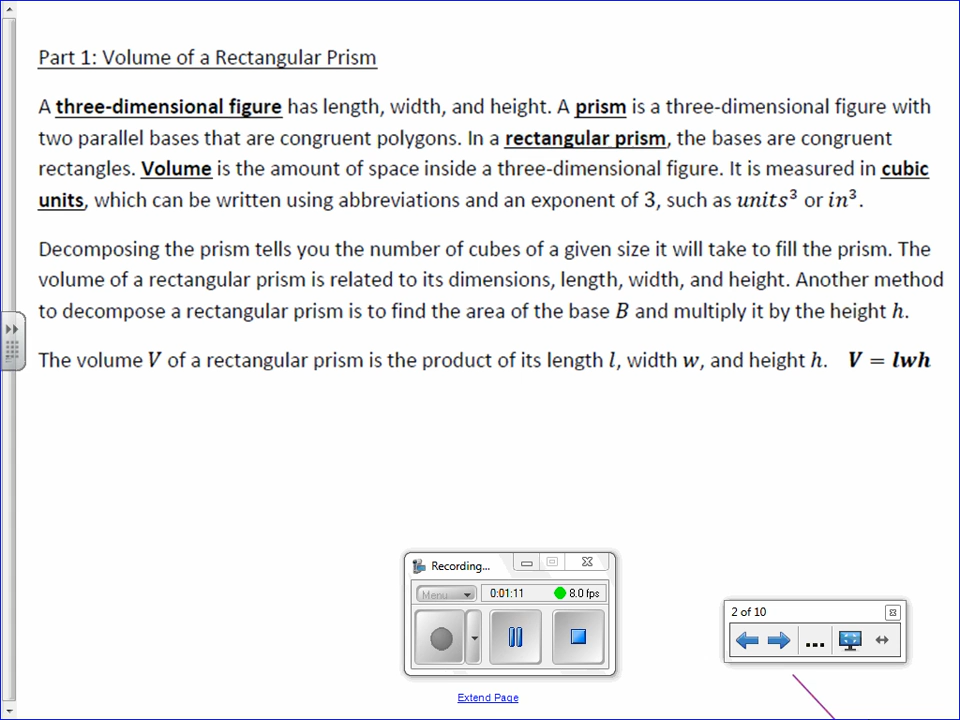 Part 1: Volume of a Rectangular Prism
A three-dimensional figure has length, width, and height. A prism is a three-dimensional figure with
two parallel bases that are congruent polygons. In a rectangular prism, the bases are congruent
rectangles. Volume is the amount of space inside a three-dimensional figure. It is measured in cubic
units, which can be written using abbreviations and an exponent of 3, such as units³ or in³.
Decomposing the prism tells you the number of cubes of a given size it will take to fill the prism. The
volume of a rectangular prism is related to its dimensions, length, width, and height. Another method
to decompose a rectangular prism is to find the area of the base B and multiply it by the height h.
The volume V of a rectangular prism is the product of its length l, width w, and height h. V = lwh
Recording...
Menu
0:01:11
8.0 fps
2 of 10
...
Extend Page